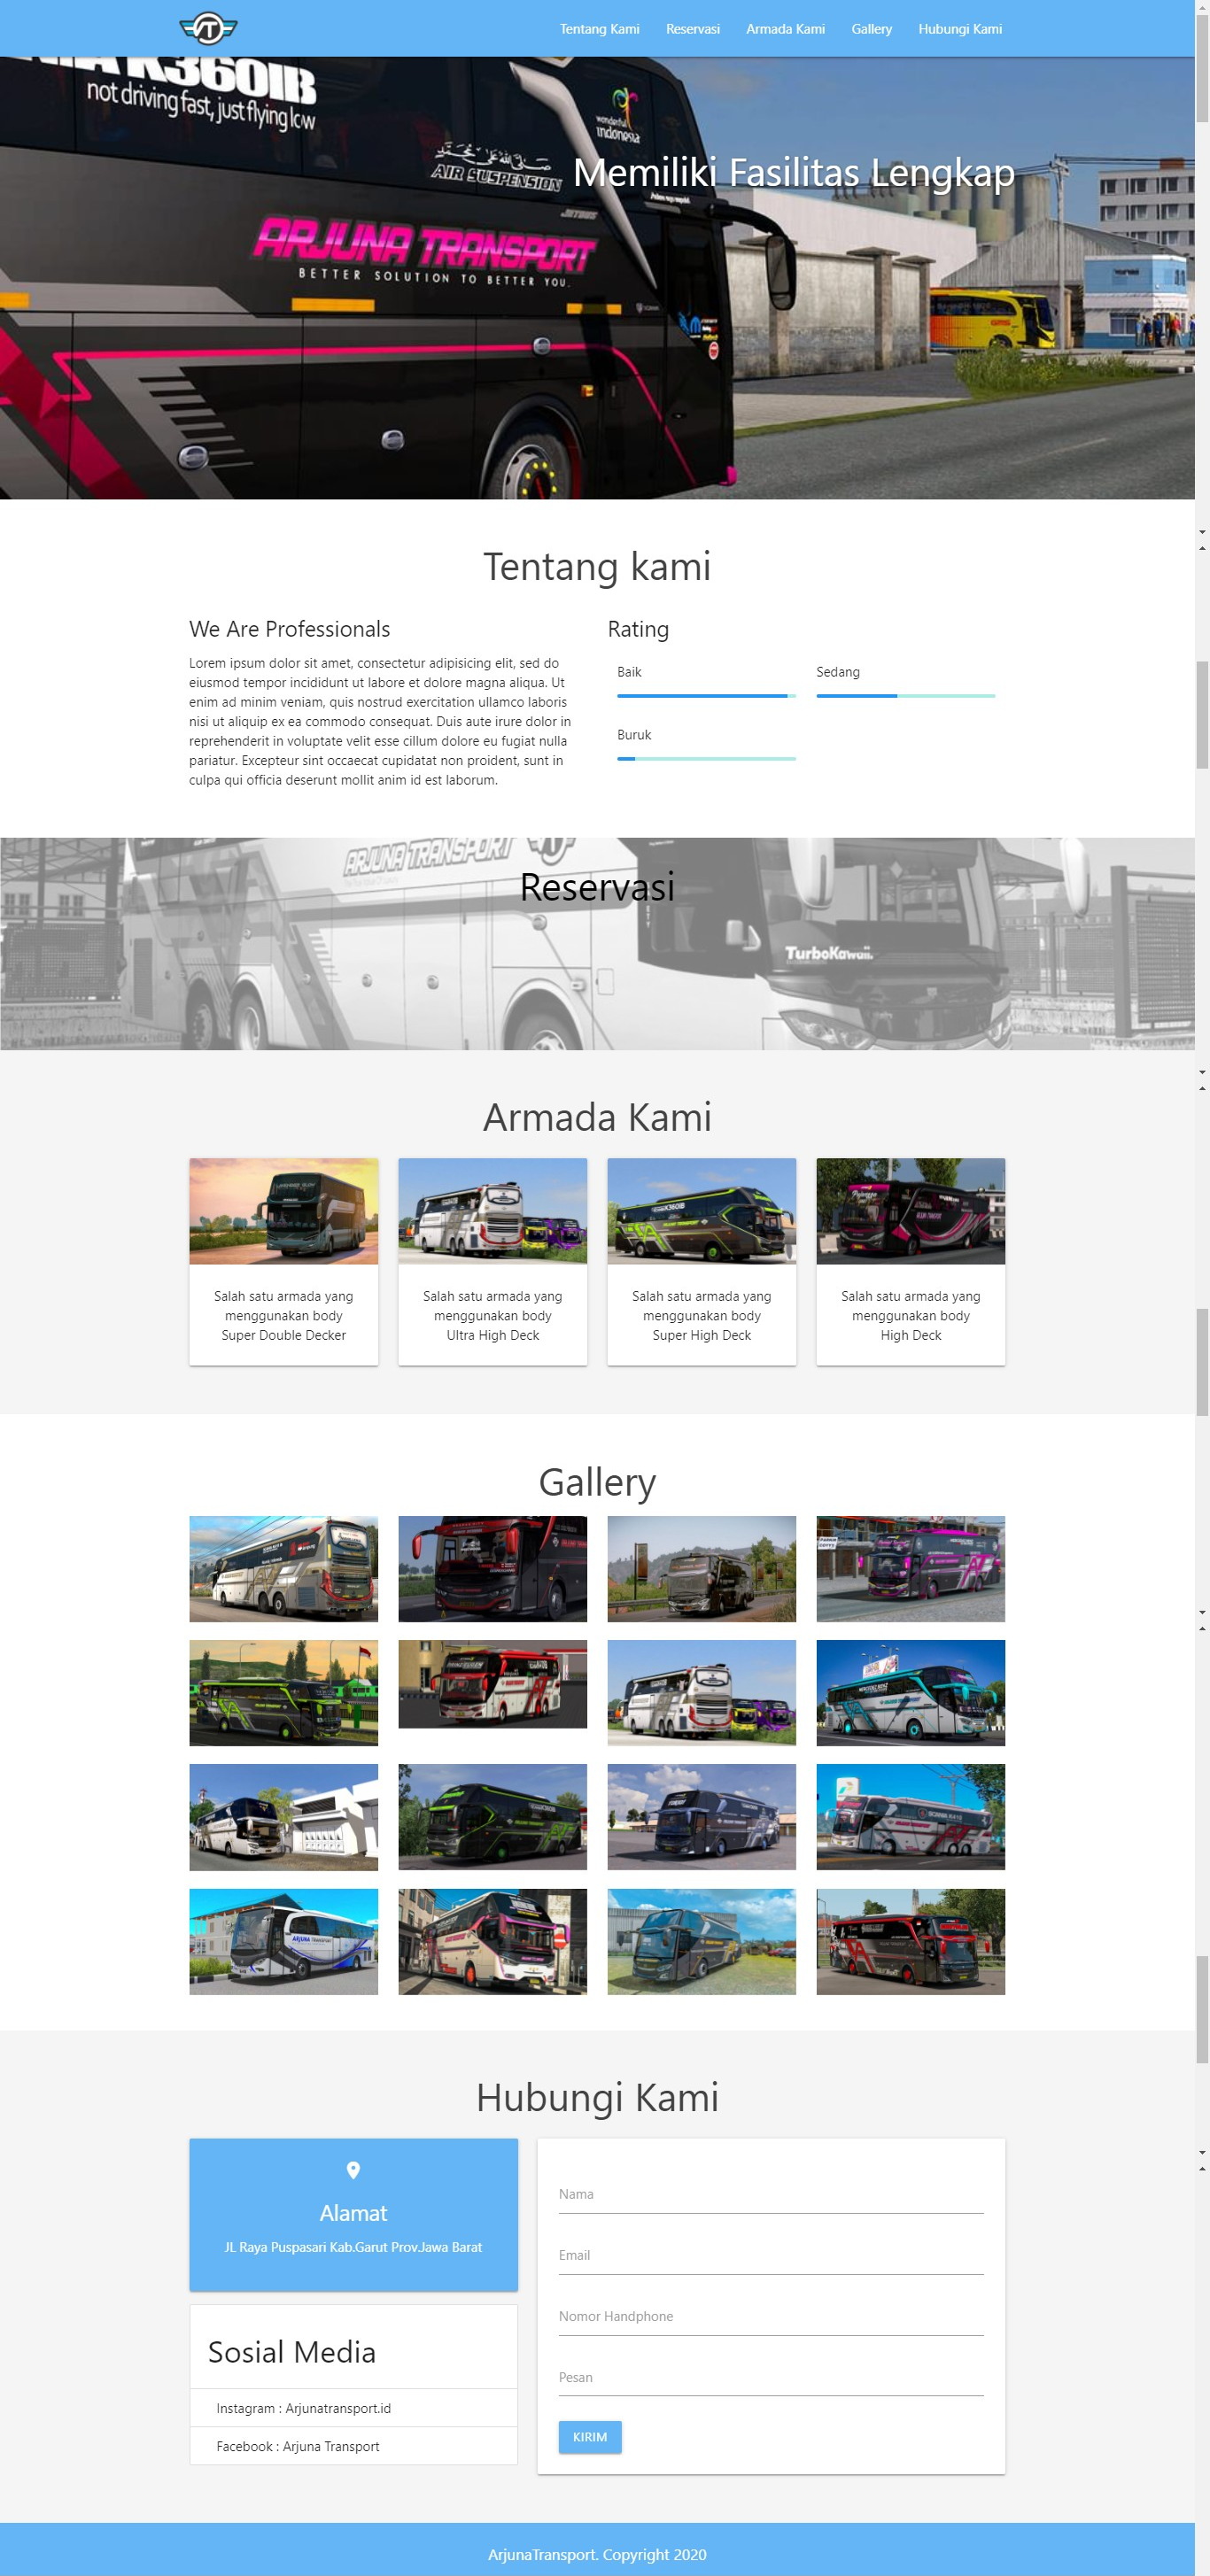 Tentang Kami
Reservasi
Armada Kami
Gallery
Hubungi Kami
not driving fast, just flying low
wonderful
indonesia
AIR SUSPENSION
Memiliki Fasilitas Lengkap
ARJUNA TRANSPORT
BETTER SOLUTION TO BETTER YOU.
Tentang kami
We Are Professionals
Lorem ipsum dolor sit amet, consectetur adipisicing elit, sed do
eiusmod tempor incididunt ut labore et dolore magna aliqua. Ut
enim ad minim veniam, quis nostrud exercitation ullamco laboris
nisi ut aliquip ex ea commodo consequat. Duis aute irure dolor in
reprehenderit in voluptate velit esse cillum dolore eu fugiat nulla
pariatur. Excepteur sint occaecat cupidatat non proident, sunt in
culpa qui officia deserunt mollit anim id est laborum.
Rating
Baik
Sedang
Buruk
ARJUNA TRANSPORT
Reservasi
TurboKawaii.
Armada Kami
Salah satu armada yang
menggunakan body
Super Double Decker
Salah satu armada yang
menggunakan body
Ultra High Deck
Salah satu armada yang
menggunakan body
Super High Deck
Salah satu armada yang
menggunakan body
High Deck
Gallery
Hubungi Kami
Alamat
JL Raya Puspasari Kab.Garut Prov.Jawa Barat
Sosial Media
Instagram : Arjunatransport.id
Facebook : Arjuna Transport
Nama
Email
Nomor Handphone
Pesan
KIRIM
ArjunaTransport. Copyright 2020